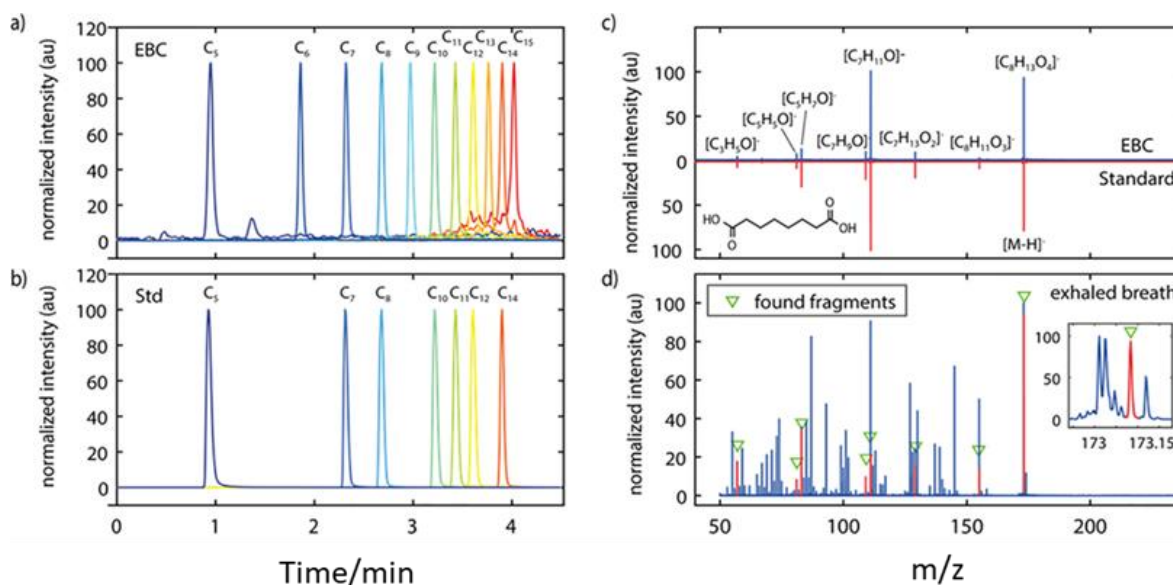 a)
normalized intensity (au)
120
100
80
60
40
20
0
EBC
C₅
C₆
C₇
C₈
C₉
C₁₀
C₁₁
C₁₂
C₁₃
C₁₄
C₁₅
b)
normalized intensity (au)
120
100
80
60
40
20
0
Std
C₅
C₇
C₈
C₁₀
C₁₁
C₁₂
C₁₄
0
1
2
3
4
Time/min
c)
normalized intensity (au)
100
50
0
50
100
[C₃H₅O]⁻
[C₅H₅O]⁻
[C₅H₇O]⁻
[C₇H₉O]⁻
[C₇H₁₁O]⁻
[C₇H₁₃O₂]⁻
[C₈H₁₁O₃]⁻
[C₈H₁₃O₄]⁻
EBC
Standard
HO
O
O
OH
[M-H]⁻
d)
normalized intensity (au)
100
80
60
40
20
0
found fragments
exhaled breath
100
50
0
173
173.15
50
100
150
200
m/z